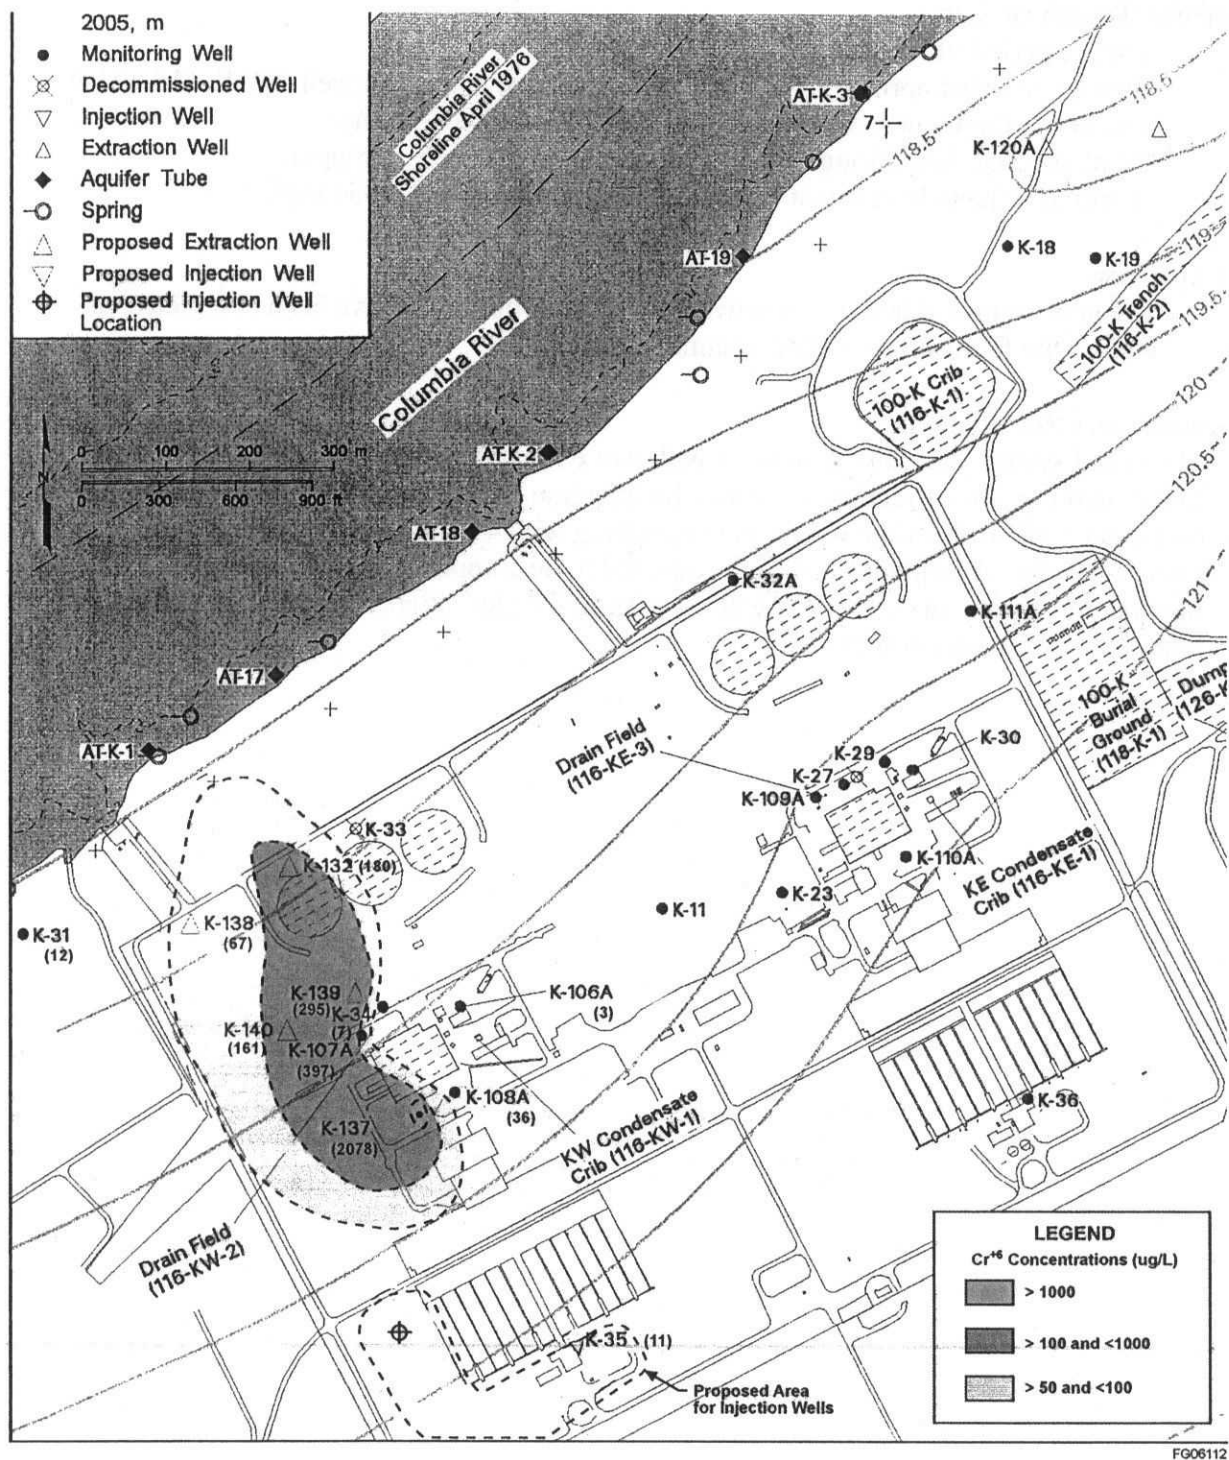 2005, m
Monitoring Well
Decommissioned Well
Injection Well
Extraction Well
Aquifer Tube
Spring
Proposed Extraction Well
Proposed Injection Well
Proposed Injection Well
Location
Columbia River
Shoreline April 1976
Columbia River
AT-K-3
7
118.5
118.5
K-120A
AT-19
K-18
K-19
119
119.5
100-K Trench
(116-K-2)
100-K Crib
(116-K-1)
120
120.5
121
N
0 100 200 300 m
0 300 600 900 ft
AT-K-2
AT-18
K-32A
K-111A
AT-17
AT-K-1
100-K
Burial
Ground
(118-K-1)
Dump
(126-K
Drain Field
(116-KE-3)
K-29
K-30
K-27
K-109A
K-110A
KE Condensate
Crib (116-KE-1)
K-23
K-11
K-33
K-132 (180)
K-138
(67)
K-31
(12)
K-139
(295)
K-34
(7)
K-140
(161)
K-107A
(397)
K-106A
(3)
K-108A
(36)
K-137
(2078)
KW Condensate
Crib (116-KW-1)
K-36
Drain Field
(116-KW-2)
K-35 (11)
Proposed Area
for Injection Wells
LEGEND
Cr+6 Concentrations (ug/L)
> 1000
> 100 and <1000
> 50 and <100
FG06112